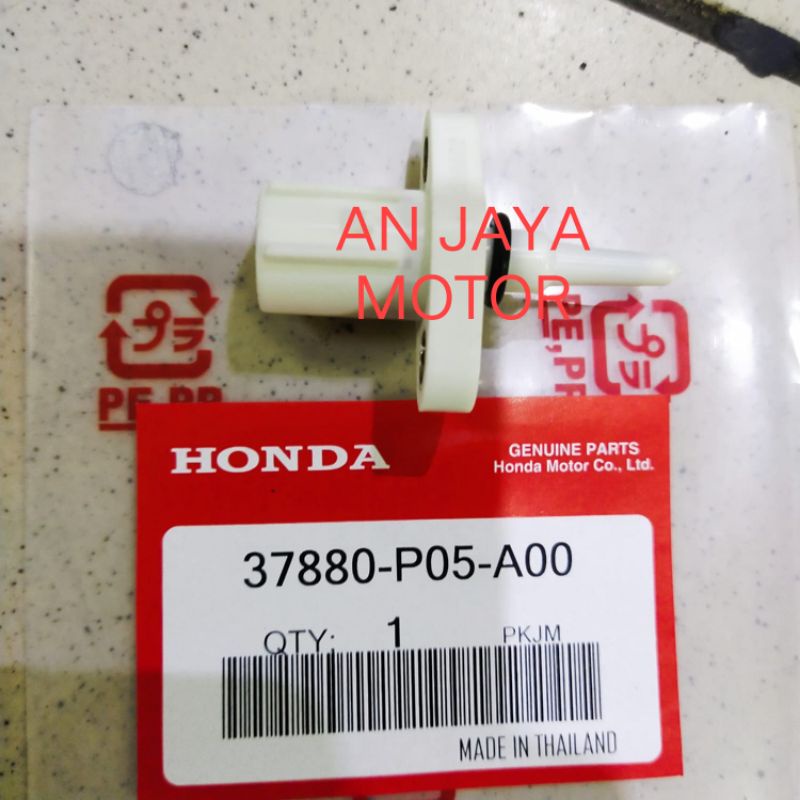 AN JAYA
MOTOR
プラ
PE,PP
プラ
PE,PP
HONDA
GENUINE PARTS
Honda Motor Co., Ltd.
37880-P05-A00
QTY: 1 PKJM
MADE IN THAILAND